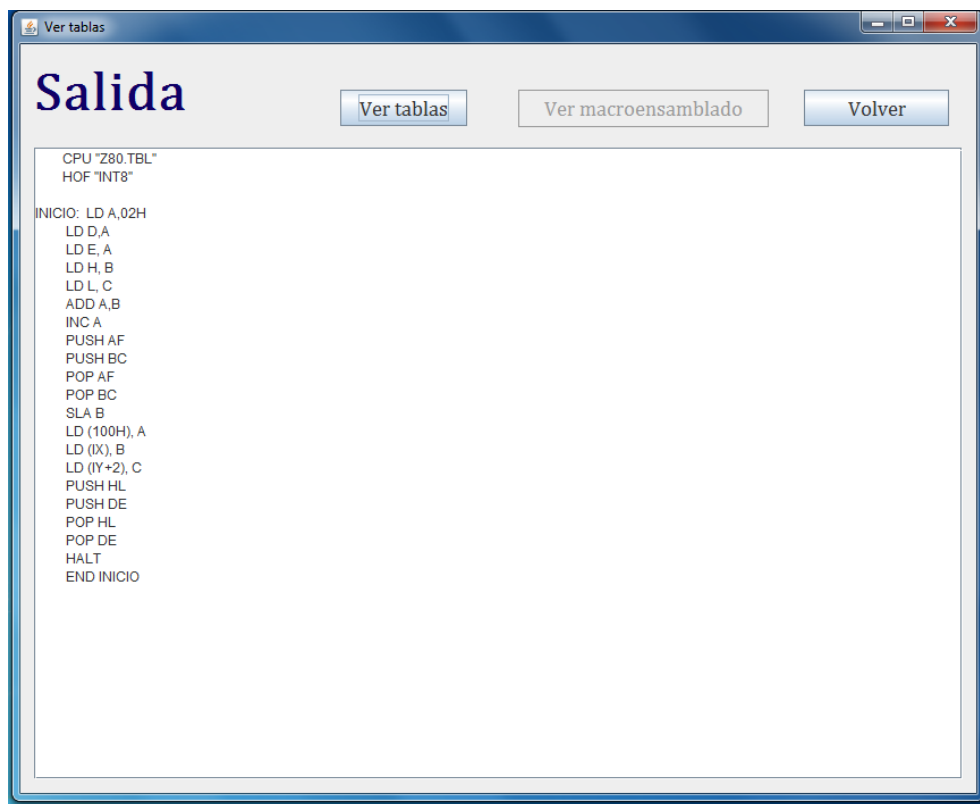 Ver tablas
Salida
Ver tablas
Ver macroensamblado
Volver
CPU "Z80.TBL"
HOF "INT8"
INICIO: LD A,02H
LD D,A
LD E, A
LD H, B
LD L, C
ADD A,B
INC A
PUSH AF
PUSH BC
POP AF
POP BC
SLA B
LD (100H), A
LD (IX), B
LD (IY+2), C
PUSH HL
PUSH DE
POP HL
POP DE
HALT
END INICIO